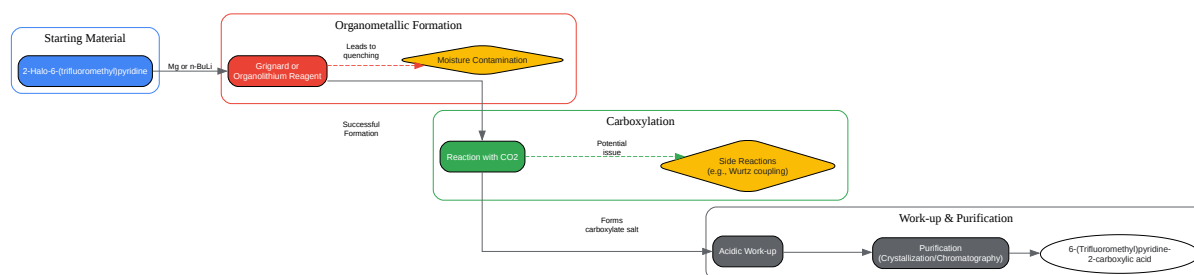 Starting Material
2-Halo-6-(trifluoromethyl)pyridine
Mg or n-BuLi
Organometallic Formation
Grignard or
Organolithium Reagent
Leads to
quenching
Moisture Contamination
Successful
Formation
Carboxylation
Reaction with CO2
Potential
issue
Side Reactions
(e.g., Wurtz coupling)
Forms
carboxylate salt
Work-up & Purification
Acidic Work-up
Purification
(Crystallization/Chromatography)
6-(Trifluoromethyl)pyridine-
2-carboxylic acid